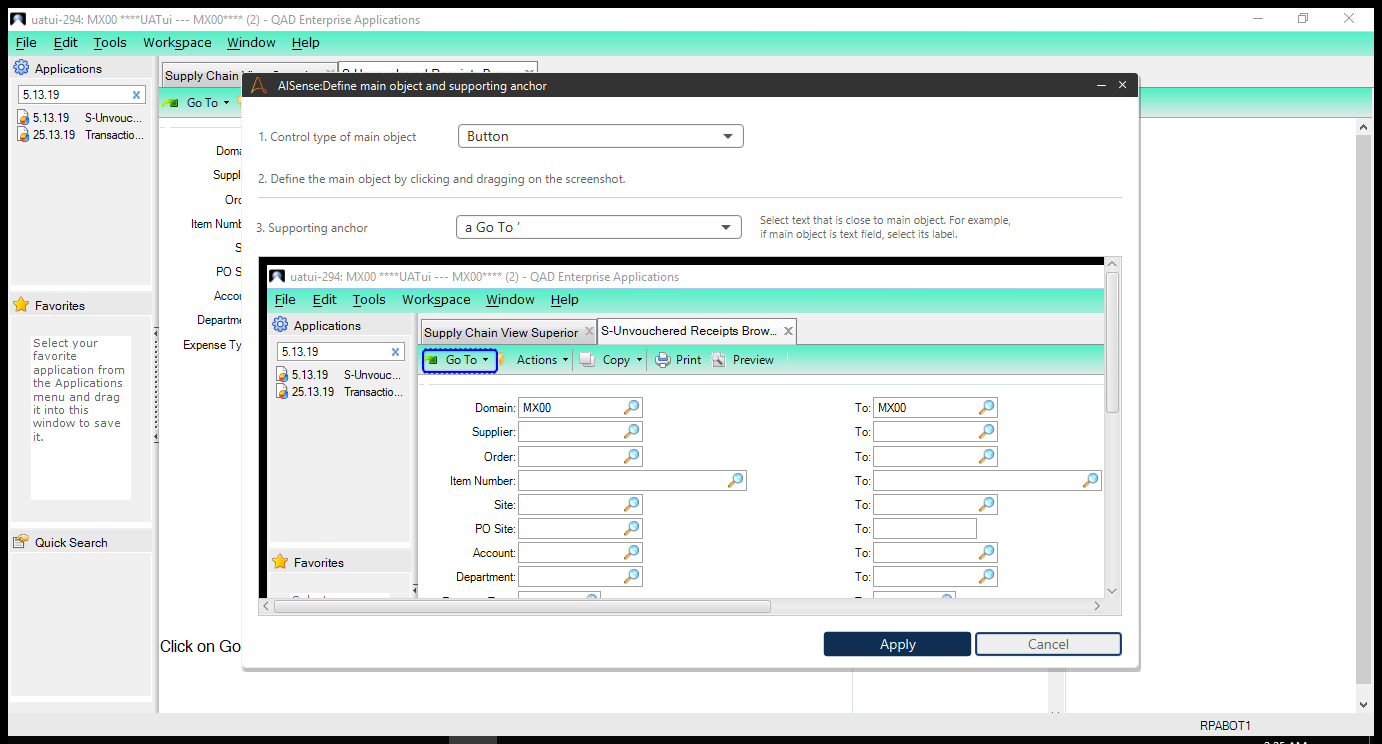 uatui-294: MX00 ****UATui --- MX00**** (2) - QAD Enterprise Applications
File Edit Tools Workspace Window Help
Applications
5.13.19
5.13.19 S-Unvouc...
25.13.19 Transactio...
Favorites
Select your
favorite
application from
the Applications
menu and drag
it into this
window to save
it.
Quick Search
Supply Chain
Go To
Supp
Item Numb
PO S
Accou
Departme
Expense Ty
Click on Go
AISense:Define main object and supporting anchor
1. Control type of main object
Button
2. Define the main object by clicking and dragging on the screenshot.
3. Supporting anchor
a Go To ‘
Select text that is close to main object. For example,
if main object is text field, select its label.
uatui-294: MX00 ****UATui --- MX00**** (2) - QAD Enterprise Applications
File Edit Tools Workspace Window Help
Applications
5.13.19
5.13.19 S-Unvouc...
25.13.19 Transactio...
Favorites
Supply Chain View Superior
S-Unvouchered Receipts Brow...
Go To Actions Copy Print Preview
Domain: MX00 To: MX00
Supplier: To:
Order: To:
Item Number: To:
Site: To:
PO Site: To:
Account: To:
Department: To:
Apply
Cancel
RPABOT1